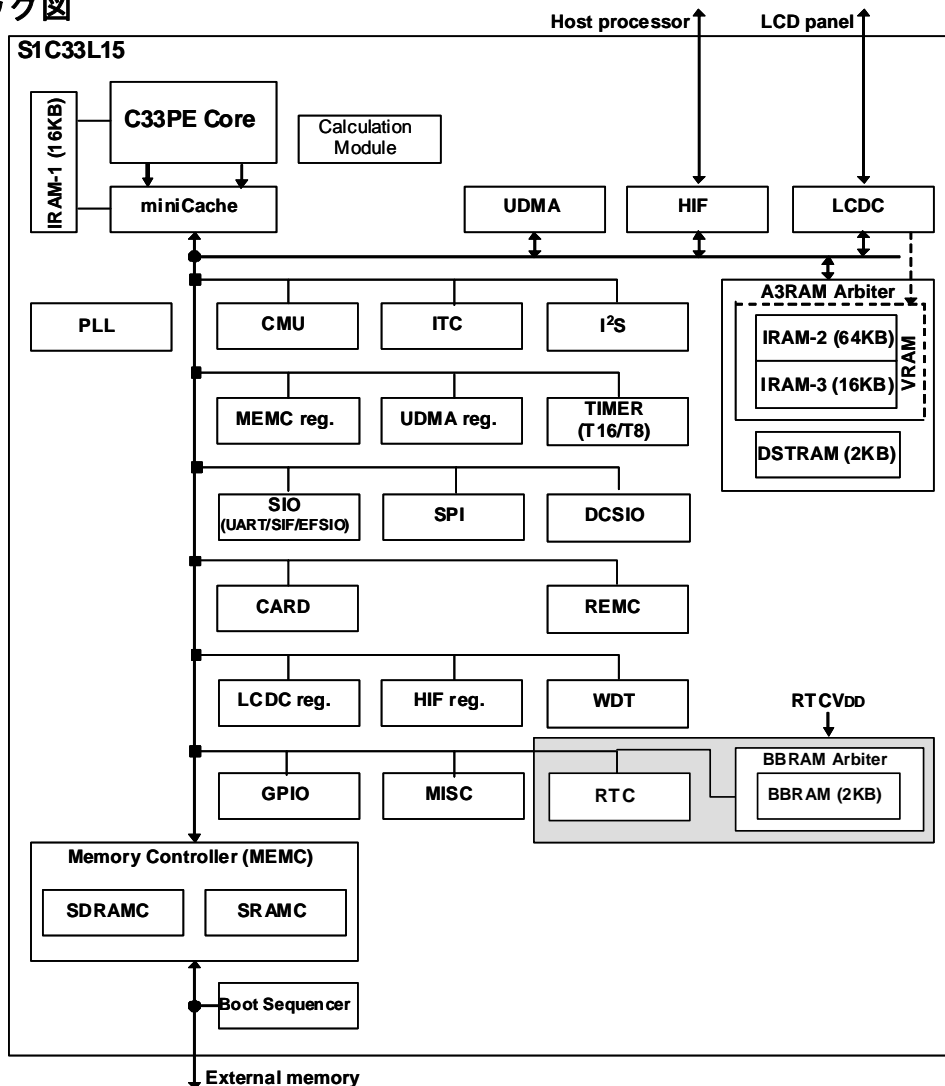 ック図
Host processor
LCD panel
S1C33L15
IRAM-1 (16KB)
C33PE Core
Calculation
Module
miniCache
UDMA
HIF
LCDC
A3RAM Arbiter
PLL
CMU
ITC
I²S
IRAM-2 (64KB)
IRAM-3 (16KB)
VRAM
MEMC reg.
UDMA reg.
TIMER
(T16/T8)
DSTRAM (2KB)
SIO
(UART/SIF/EFSIO)
SPI
DCSIO
CARD
REMC
LCDC reg.
HIF reg.
WDT
RTCVDD
GPIO
MISC
RTC
BBRAM Arbiter
BBRAM (2KB)
Memory Controller (MEMC)
SDRAMC
SRAMC
Boot Sequencer
External memory